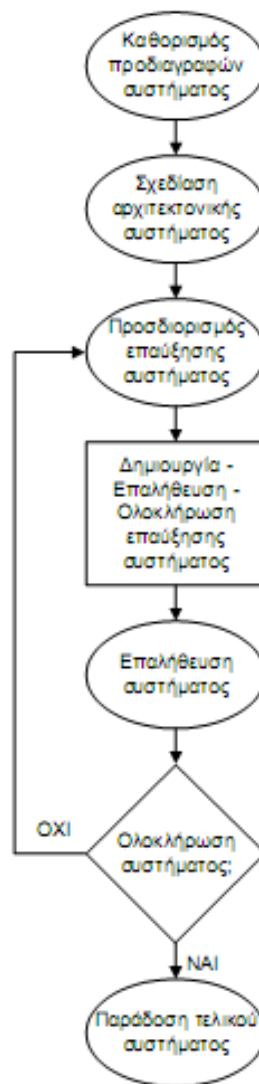 Καθορισμός
προδιαγραφών
συστήματος
Σχεδίαση
αρχιτεκτονικής
συστήματος
Προσδιορισμός
επαύξησης
συστήματος
Δημιουργία -
Επαλήθευση -
Ολοκλήρωση
επαύξησης
συστήματος
Επαλήθευση
συστήματος
ΟΧΙ
Ολοκλήρωση
συστήματος;
ΝΑΙ
Παράδοση τελικού
συστήματος